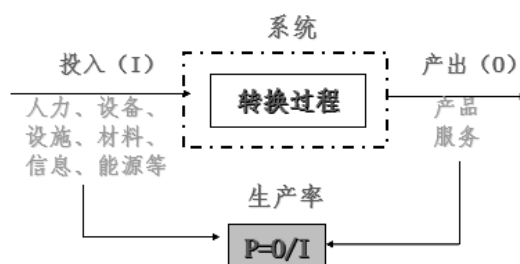 系统
投入（I）
产出（O）
转换过程
人力、设备、
设施、材料、
信息、能源等
产品
服务
生产率
P=O/I